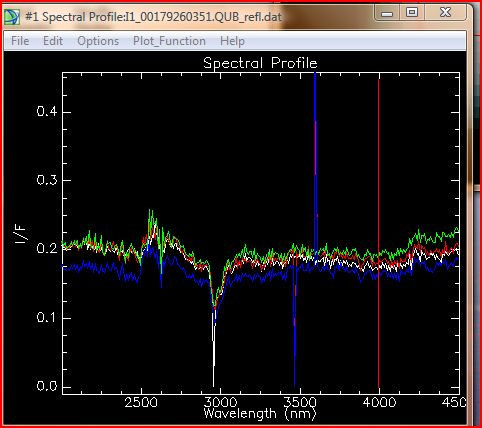 #1 Spectral Profile:I1_00179260351.QUB_refl.dat
File Edit Options Plot_Function Help
Spectral Profile
0.4
0.3
0.2
0.1
0.0
I/F
2500 3000 3500 4000 450
Wavelength (nm)